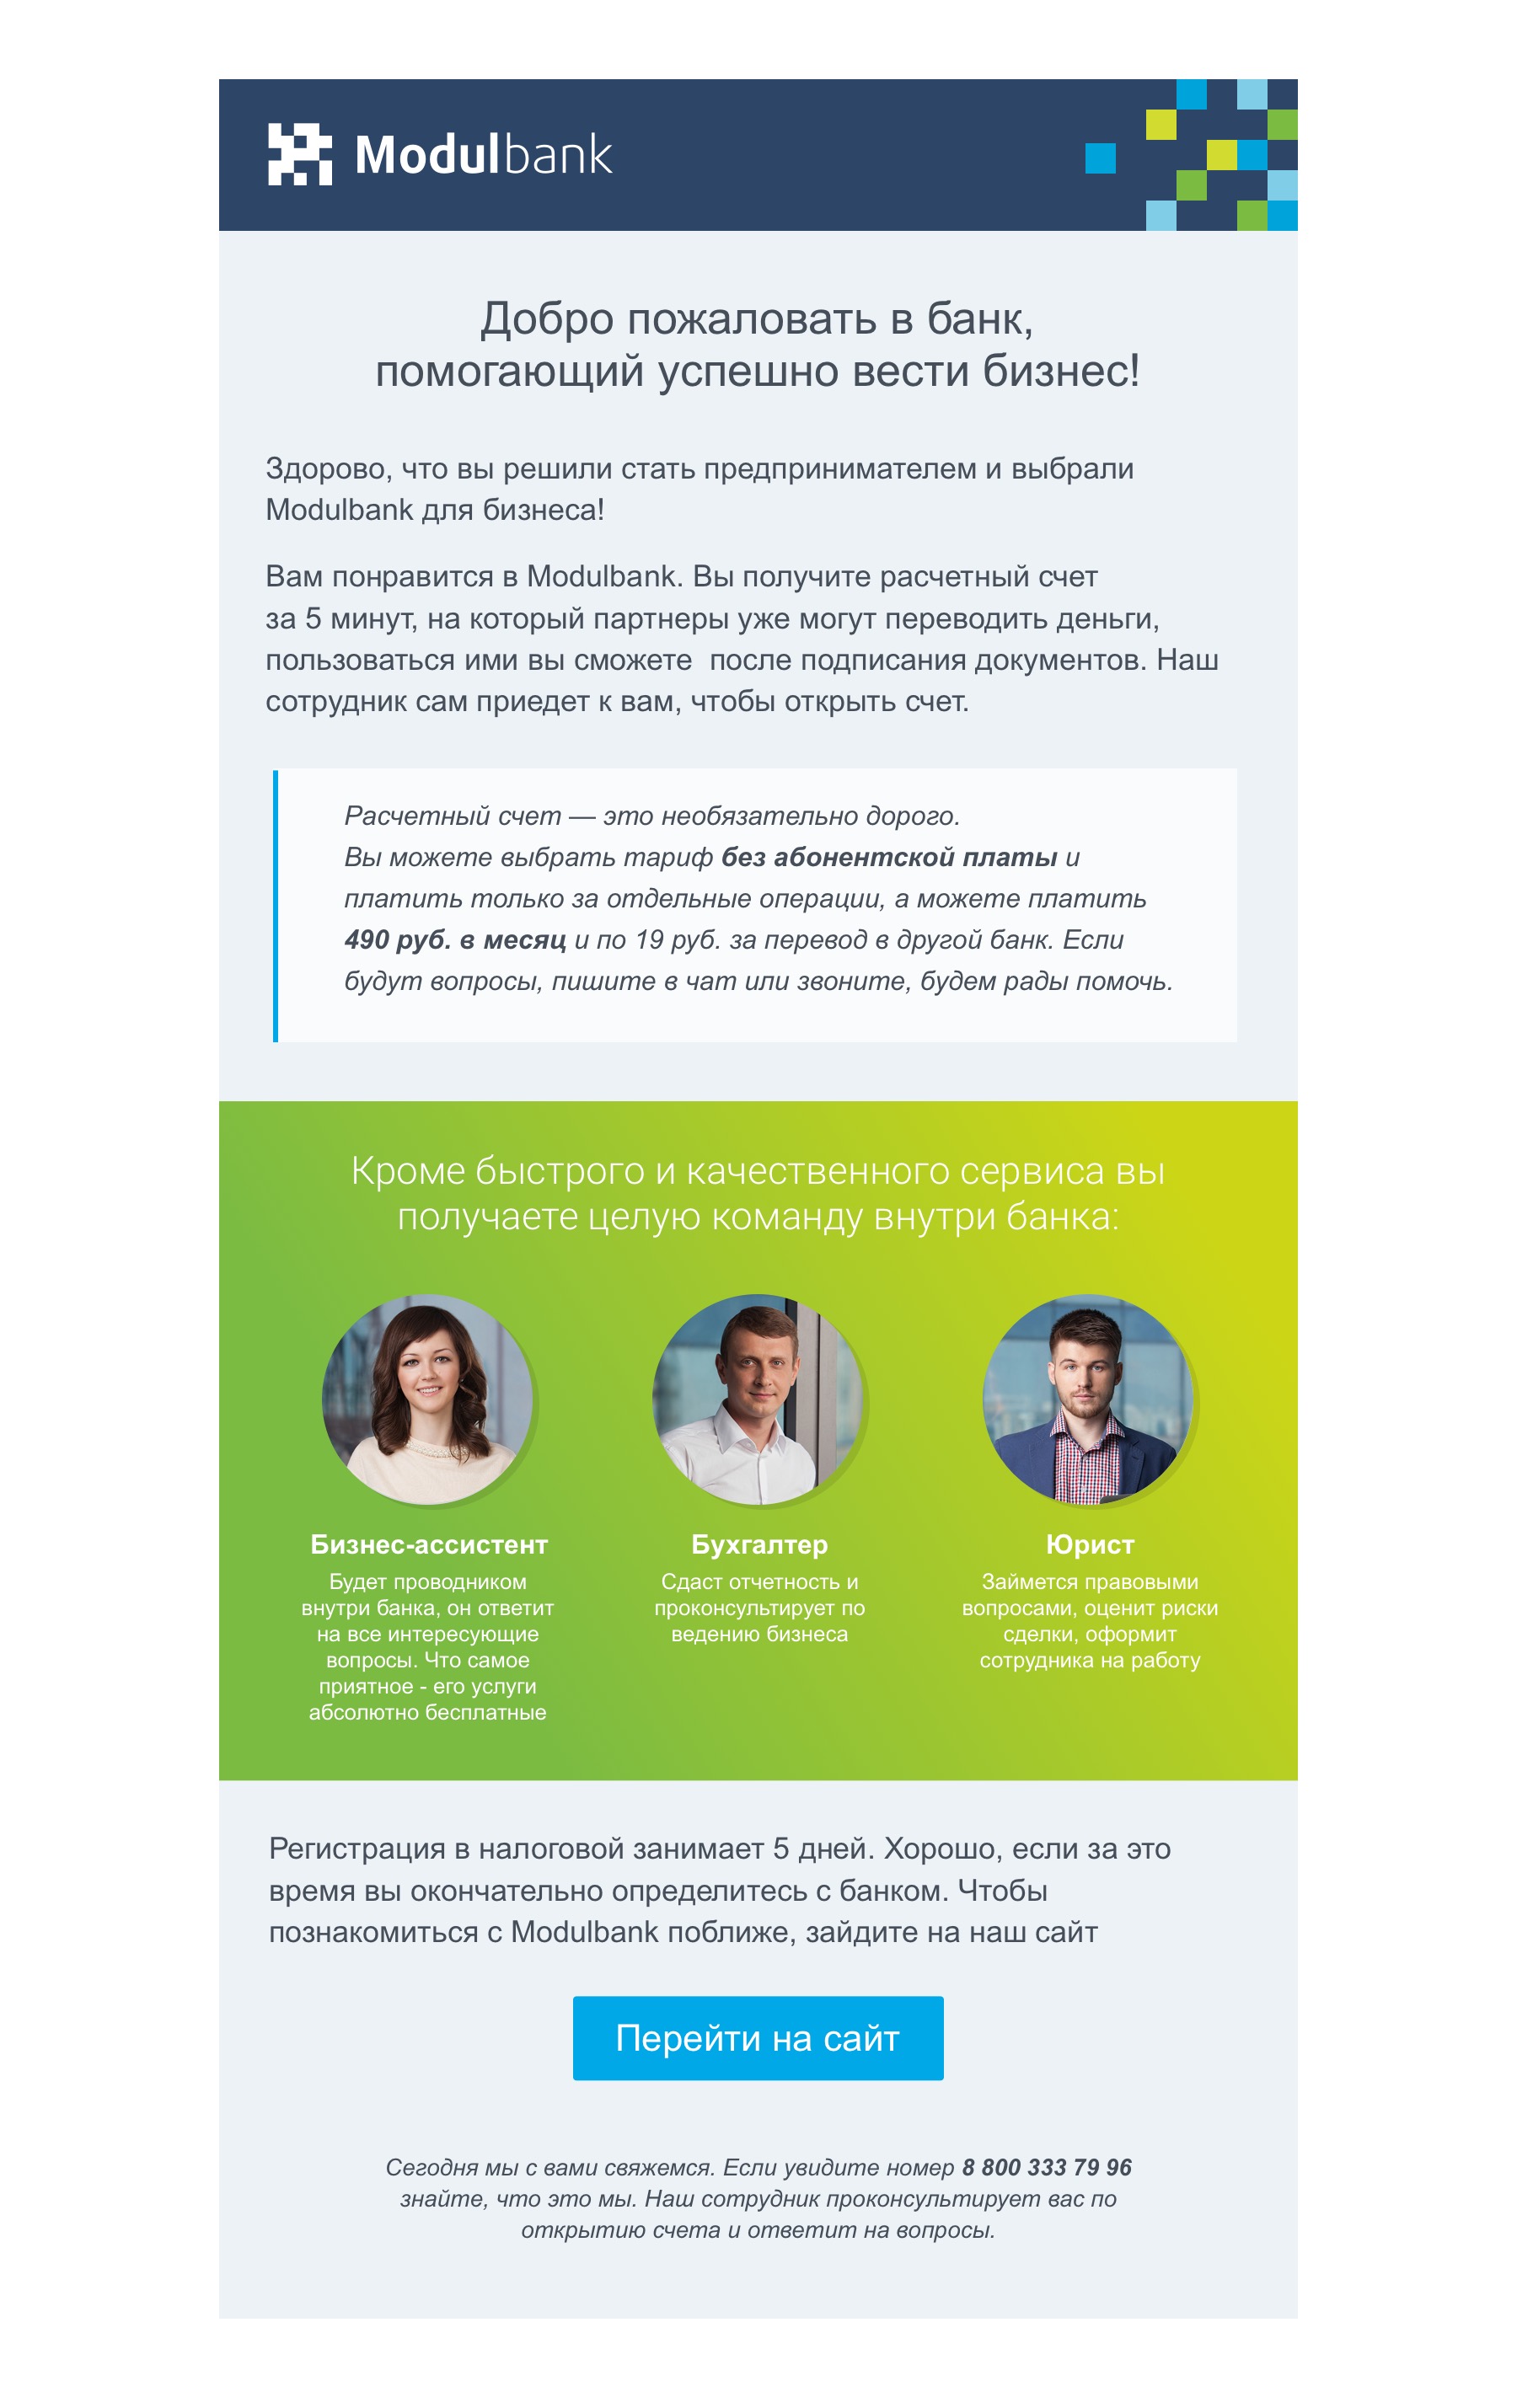 Modulbank
Добро пожаловать в банк,
помогающий успешно вести бизнес!
Здорово, что вы решили стать предпринимателем и выбрали
Modulbank для бизнеса!
Вам понравится в Modulbank. Вы получите расчетный счет
за 5 минут, на который партнеры уже могут переводить деньги,
пользоваться ими вы сможете  после подписания документов. Наш
сотрудник сам приедет к вам, чтобы открыть счет.
Расчетный счет — это необязательно дорого.
Вы можете выбрать тариф без абонентской платы и
платить только за отдельные операции, а можете платить
490 руб. в месяц и по 19 руб. за перевод в другой банк. Если
будут вопросы, пишите в чат или звоните, будем рады помочь.
Кроме быстрого и качественного сервиса вы
получаете целую команду внутри банка:
Бизнес-ассистент
Будет проводником
внутри банка, он ответит
на все интересующие
вопросы. Что самое
приятное - его услуги
абсолютно бесплатные
Бухгалтер
Сдаст отчетность и
проконсультирует по
ведению бизнеса
Юрист
Займется правовыми
вопросами, оценит риски
сделки, оформит
сотрудника на работу
Регистрация в налоговой занимает 5 дней. Хорошо, если за это
время вы окончательно определитесь с банком. Чтобы
познакомиться с Modulbank поближе, зайдите на наш сайт
Перейти на сайт
Сегодня мы с вами свяжемся. Если увидите номер 8 800 333 79 96
знайте, что это мы. Наш сотрудник проконсультирует вас по
открытию счета и ответит на вопросы.